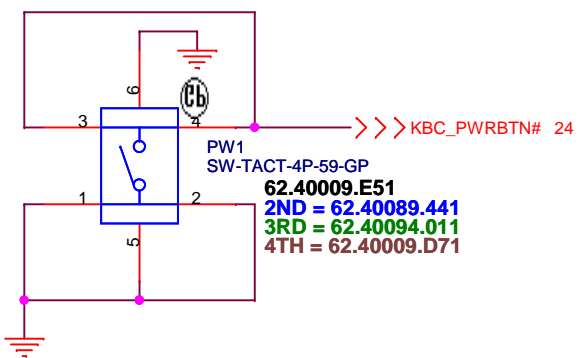 6
3
4
KBC_PWRBTN# 24
PW1
SW-TACT-4P-59-GP
1
2
62.40009.E51
2ND = 62.40089.441
3RD = 62.40094.011
4TH = 62.40009.D71
5